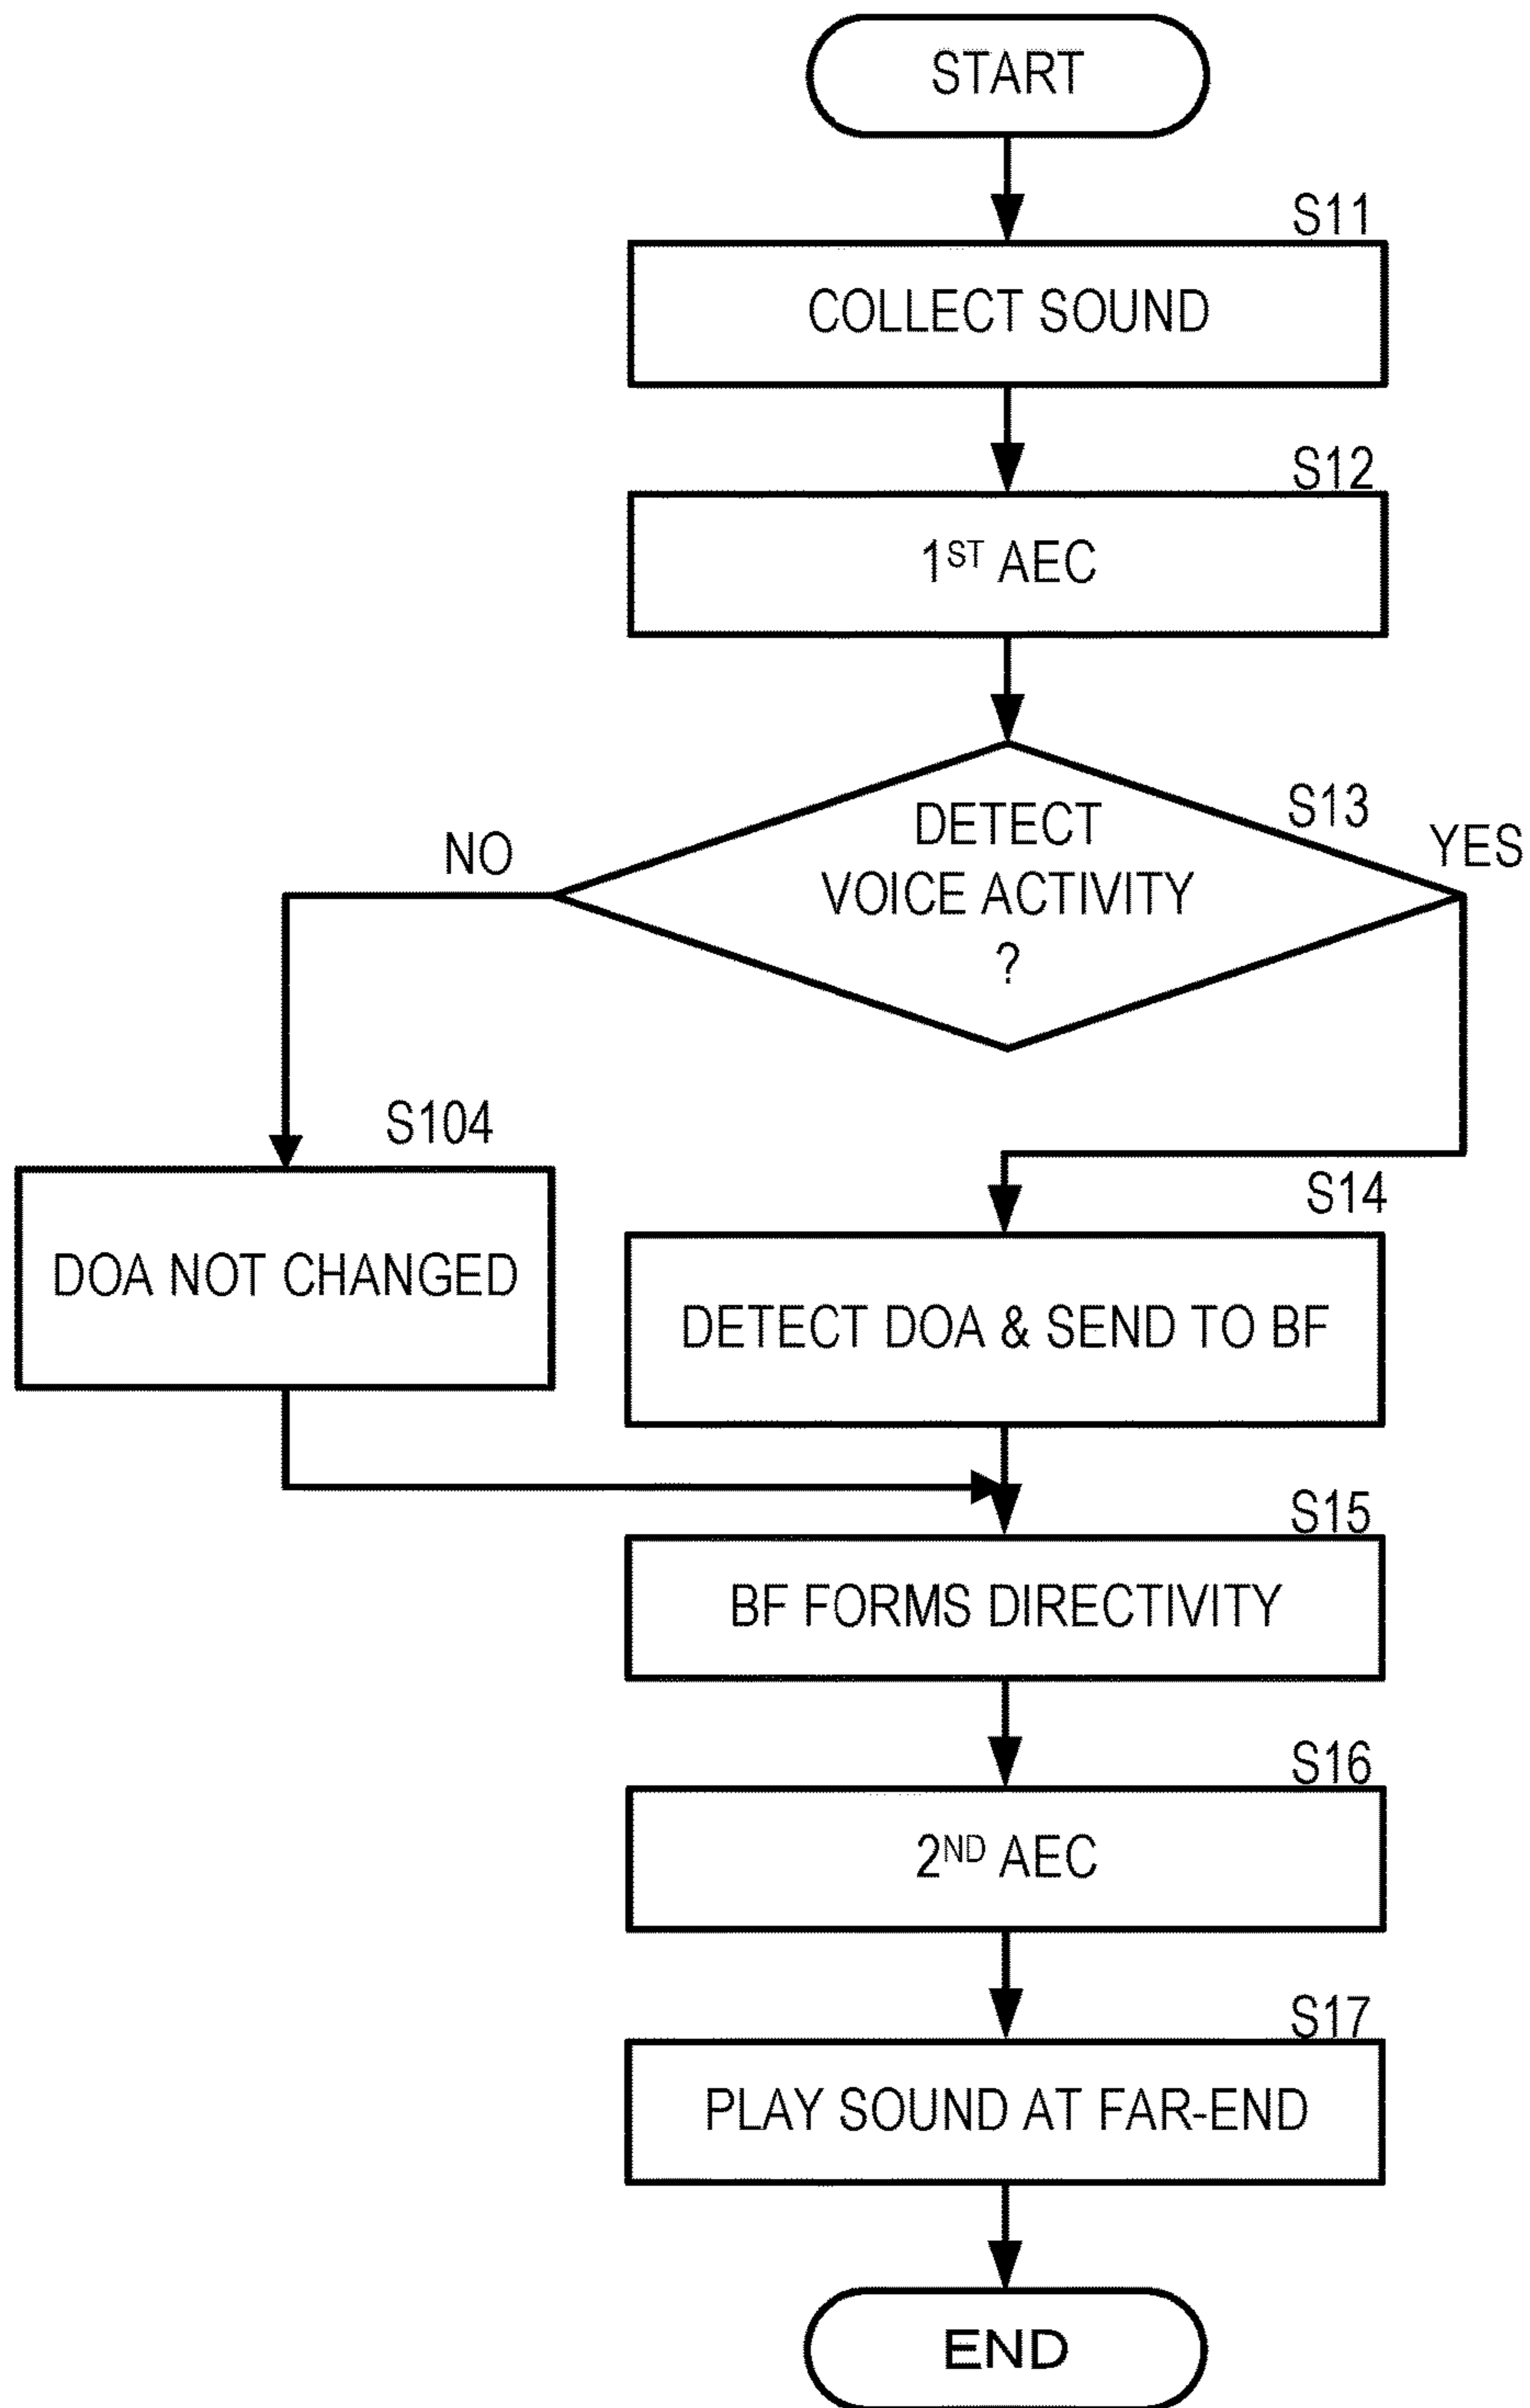 START
S11
COLLECT SOUND
S12
1ST AEC
S13
DETECT
VOICE ACTIVITY
?
NO
YES
S104
DOA NOT CHANGED
S14
DETECT DOA & SEND TO BF
S15
BF FORMS DIRECTIVITY
S16
2ND AEC
S17
PLAY SOUND AT FAR-END
END